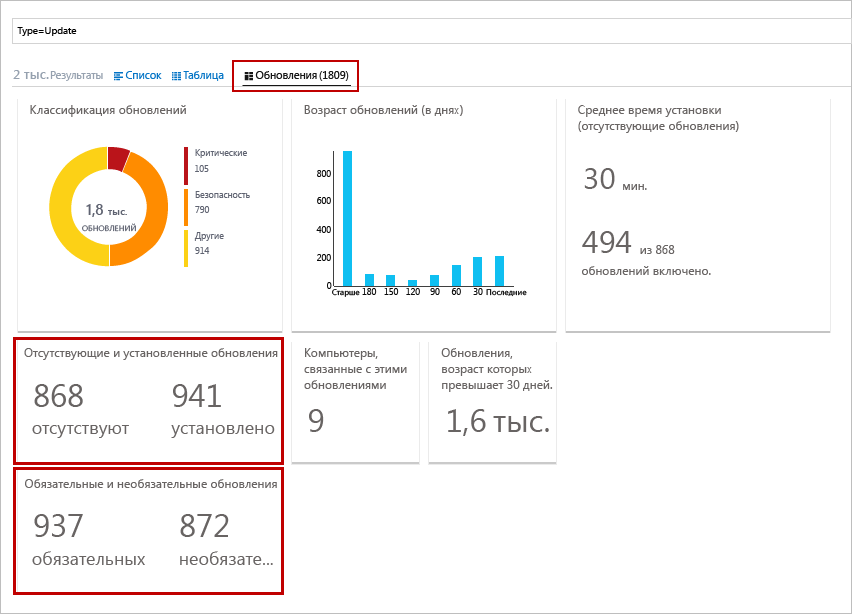 Type=Update
2 тыс. Результаты Список Таблица Обновления (1809)
Классификация обновлений
1,8 тыс.
ОБНОВЛЕНИЙ
Критические
105
Безопасность
790
Другие
914
Возраст обновлений (в днях)
800
600
400
200
0
Старше 180 150 120 90 60 30 Последние
Среднее время установки
(отсутствующие обновления)
30 мин.
494 из 868
обновлений включено.
Отсутствующие и установленные обновления
868 941
отсутствуют установлено
Компьютеры,
связанные с этими
обновлениями
9
Обновления,
возраст которых
превышает 30 дней.
1,6 тыс.
Обязательные и необязательные обновления
937 872
обязательных необязате...